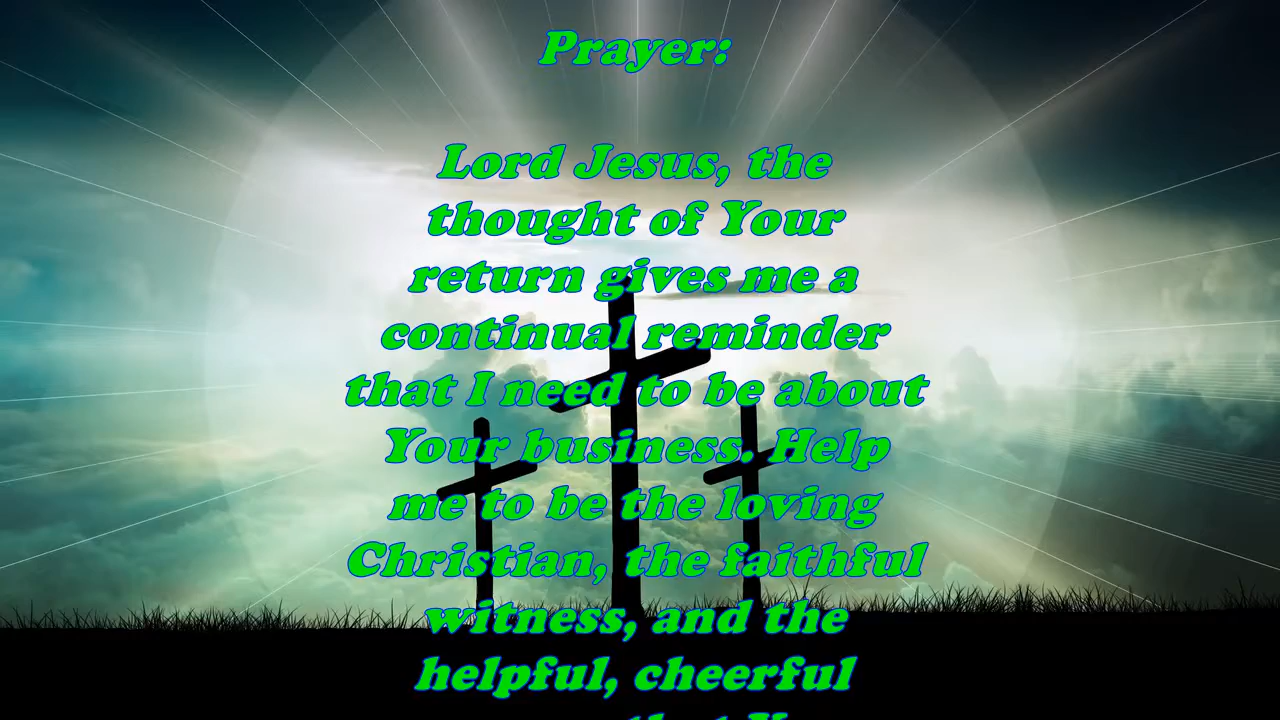 Prayer:
Lord Jesus, the
thought of Your
return gives me a
continual reminder
that I need to be about
Your business. Help
me to be the loving
Christian, the faithful
witness, and the
helpful, cheerful